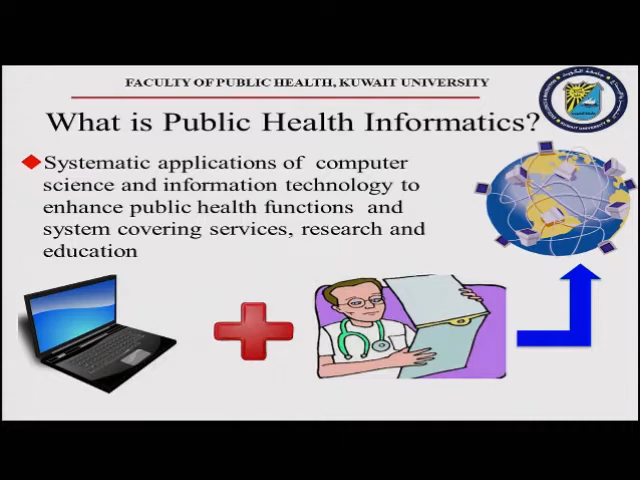 FACULTY OF PUBLIC HEALTH, KUWAIT UNIVERSITY
What is Public Health Informatics?
Systematic applications of computer
science and information technology to
enhance public health functions and
system covering services, research and
education